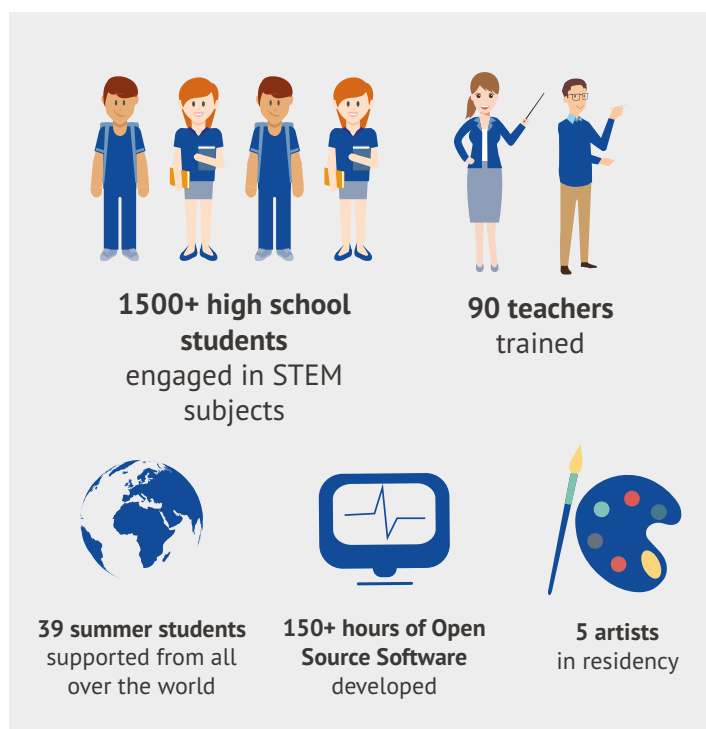 1500+ high school
students
engaged in STEM
subjects
90 teachers
trained
39 summer students
supported from all
over the world
150+ hours of Open
Source Software
developed
5 artists
in residency